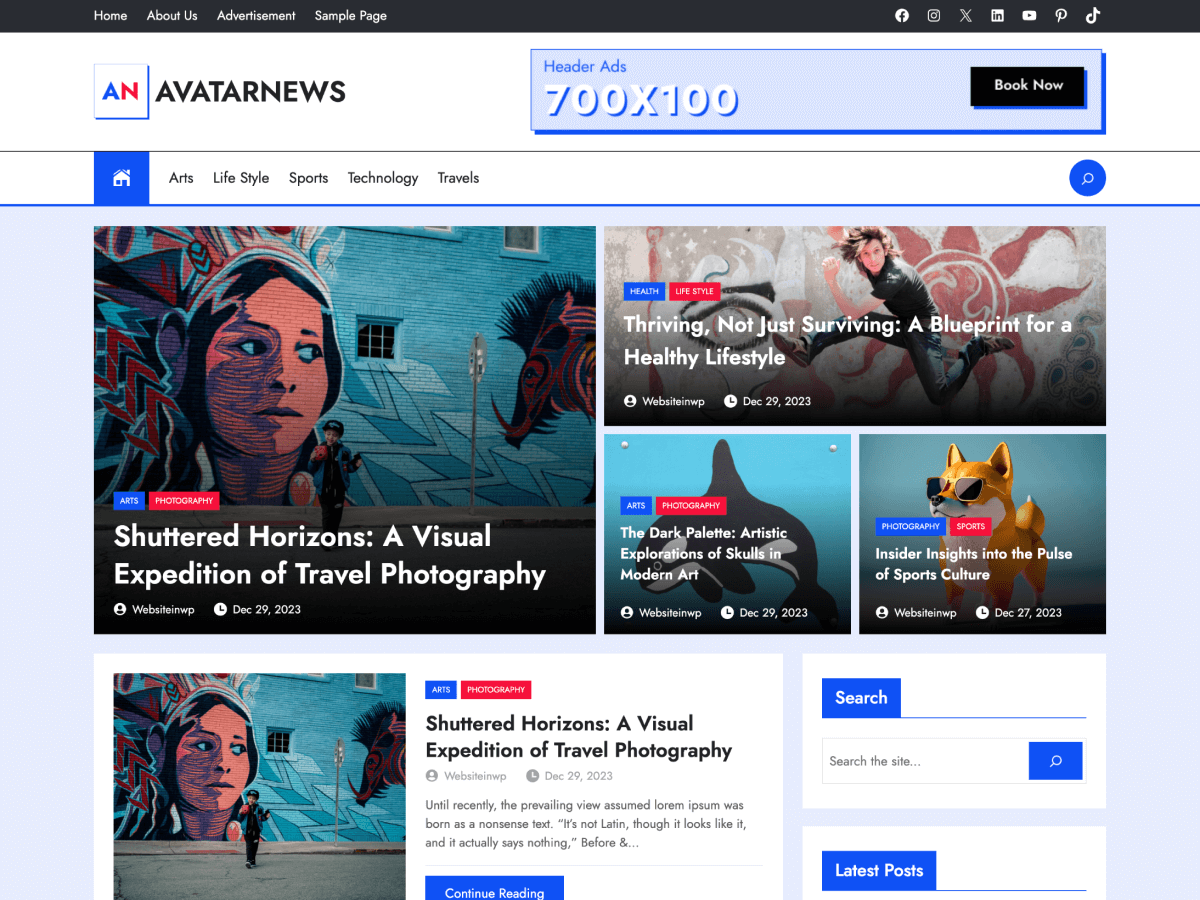 Home About Us Advertisement Sample Page
AN AVATARNEWS
Header Ads
700X100
Book Now
Arts Life Style Sports Technology Travels
ARTS PHOTOGRAPHY
Shuttered Horizons: A Visual
Expedition of Travel Photography
Websiteinwp Dec 29, 2023
HEALTH LIFE STYLE
Thriving, Not Just Surviving: A Blueprint for a
Healthy Lifestyle
Websiteinwp Dec 29, 2023
ARTS PHOTOGRAPHY
The Dark Palette: Artistic
Explorations of Skulls in
Modern Art
Websiteinwp Dec 29, 2023
PHOTOGRAPHY SPORTS
Insider Insights into the Pulse
of Sports Culture
Websiteinwp Dec 27, 2023
ARTS PHOTOGRAPHY
Shuttered Horizons: A Visual
Expedition of Travel Photography
Websiteinwp Dec 29, 2023
Until recently, the prevailing view assumed lorem ipsum was
born as a nonsense text. “It’s not Latin, though it looks like it,
and it actually says nothing,” Before &…
Continue Reading
Search
Search the site...
Latest Posts